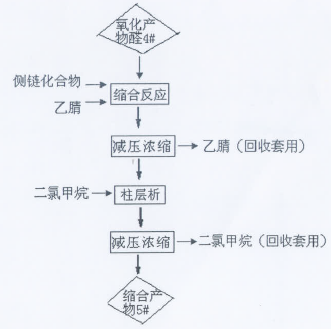 氧化产
物醛4#
侧链化合物
乙腈
缩合反应
减压浓缩
乙腈（回收套用）
二氯甲烷
柱层析
减压浓缩
二氯甲烷（回收套用）
缩合产
物5#